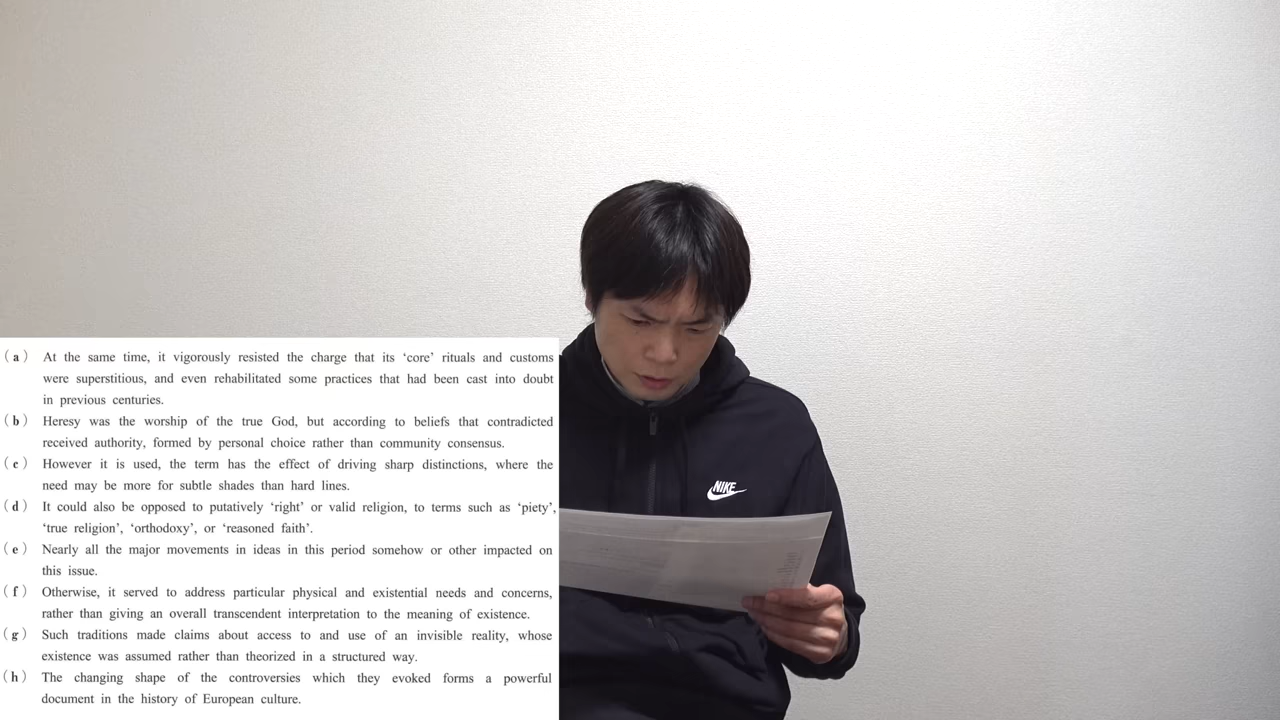 (a) At the same time, it vigorously resisted the charge that its ‘core’ rituals and customs
were superstitious, and even rehabilitated some practices that had been cast into doubt
in previous centuries.
(b) Heresy was the worship of the true God, but according to beliefs that contradicted
received authority, formed by personal choice rather than community consensus.
(c) However it is used, the term has the effect of driving sharp distinctions, where the
need may be more for subtle shades than hard lines.
(d) It could also be opposed to putatively ‘right’ or valid religion, to terms such as ‘piety’,
‘true religion’, ‘orthodoxy’, or ‘reasoned faith’.
(e) Nearly all the major movements in ideas in this period somehow or other impacted on
this issue.
(f) Otherwise, it served to address particular physical and existential needs and concerns,
rather than giving an overall transcendent interpretation to the meaning of existence.
(g) Such traditions made claims about access to and use of an invisible reality, whose
existence was assumed rather than theorized in a structured way.
(h) The changing shape of the controversies which they evoked forms a powerful
document in the history of European culture.
NIKE